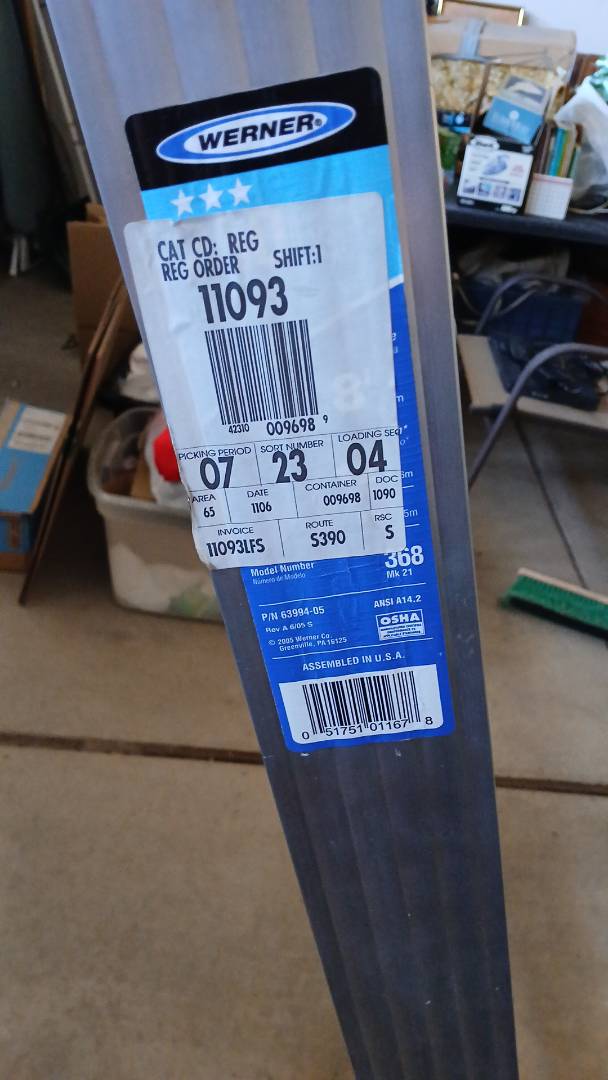 WERNER®
CAT CD: REG
REG ORDER SHIFT:1
11093
42310 009698 9
8'
PICKING PERIOD SORT NUMBER LOADING SEQ
07 23 04
AREA DATE CONTAINER DOC
65 1106 009698 1090
INVOICE ROUTE RSC
11093LFS S390 S
Model Number 368
Número de Modelo Mk 21
P/N 63994-05 ANSI A14.2
Rev A 6/05 S OSHA
© 2005 Werner Co.
Greenville, PA 16125
ASSEMBLED IN U.S.A.
0 51751 01167 8